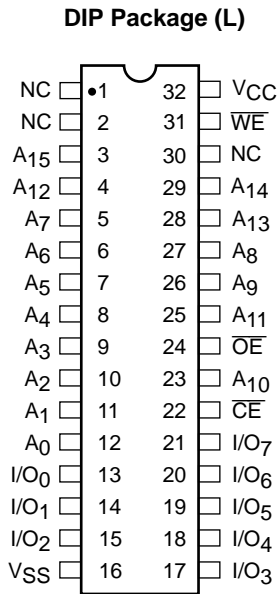 DIP Package (L)
NC 1 32 VCC
NC 2 31 W̅E̅
A15 3 30 NC
A12 4 29 A14
A7 5 28 A13
A6 6 27 A8
A5 7 26 A9
A4 8 25 A11
A3 9 24 O̅E̅
A2 10 23 A10
A1 11 22 C̅E̅
A0 12 21 I/O7
I/O0 13 20 I/O6
I/O1 14 19 I/O5
I/O2 15 18 I/O4
VSS 16 17 I/O3